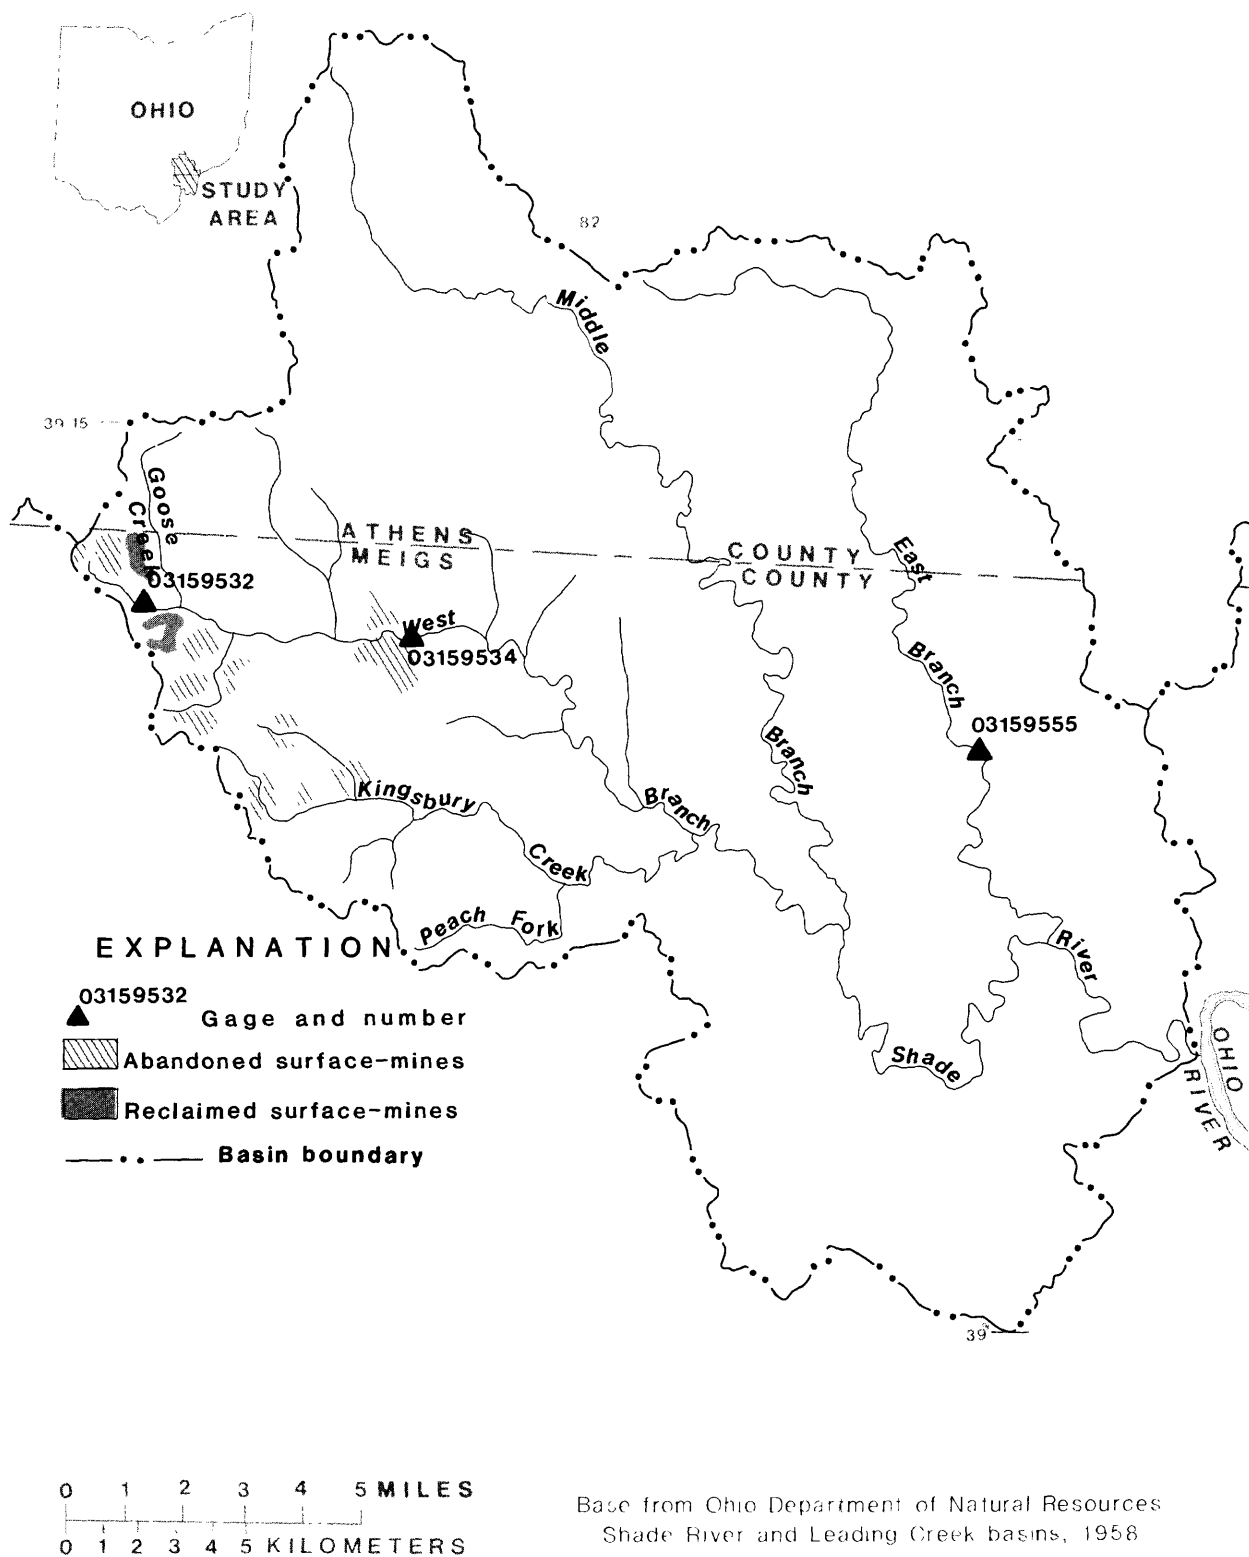 OHIO
STUDY
AREA
82
Middle
39 15
Goose
Creek
ATHENS
MEIGS
COUNTY
COUNTY
East
03159532
West
03159534
Branch
03159555
Branch
Kingsbury
Branch
Creek
Peach Fork
River
EXPLANATION
03159532
Gage and number
Abandoned surface-mines
Reclaimed surface-mines
Basin boundary
Shade
OHIO
RIVER
39°
0 1 2 3 4 5 MILES
0 1 2 3 4 5 KILOMETERS
Base from Ohio Department of Natural Resources
Shade River and Leading Creek basins, 1958